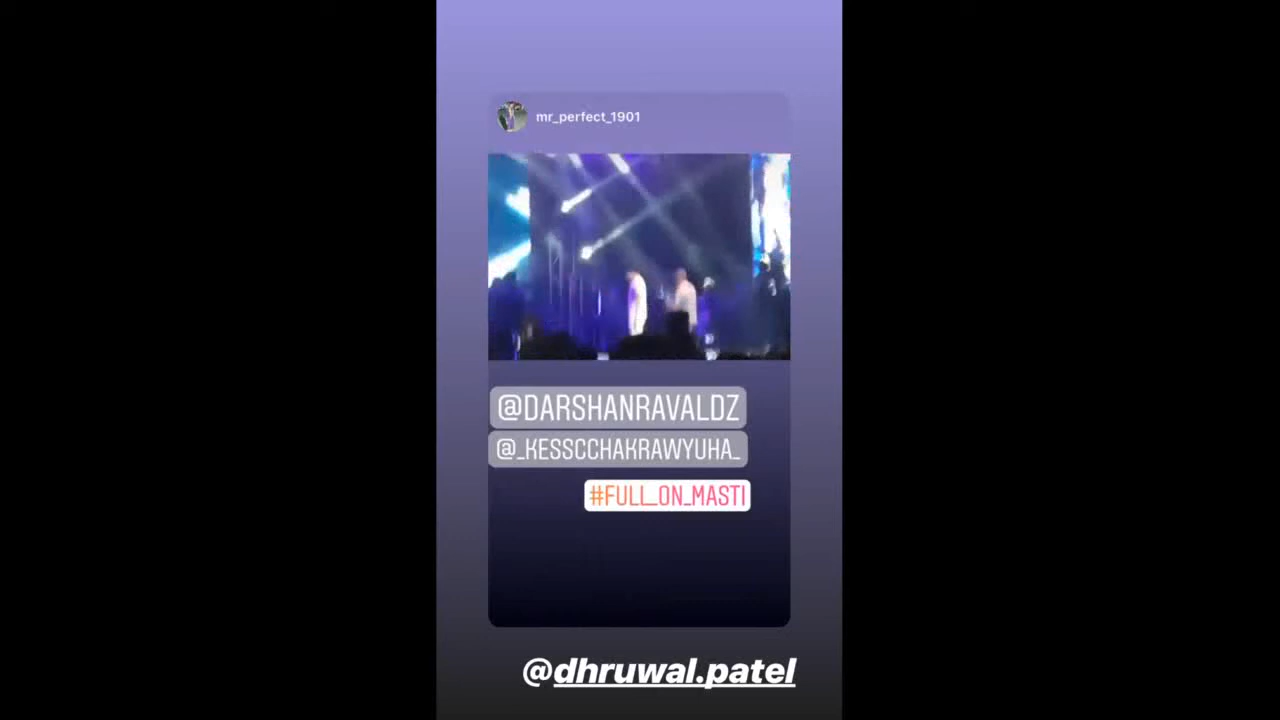 mr_perfect_1901
@DARSHANRAVALDZ
@_KESSCCHAKRAWYUHA_
#FULL_ON_MASTI
@dhruwal.patel